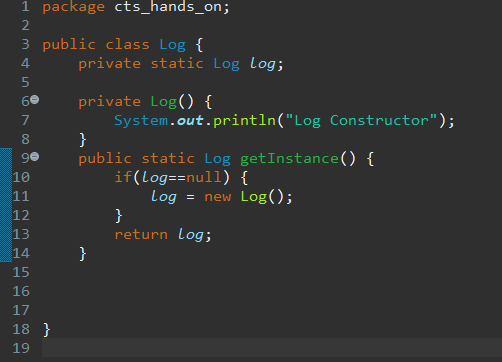 1 package cts_hands_on;
2
3 public class Log {
4     private static Log log;
5
6     private Log() {
7         System.out.println("Log Constructor");
8     }
9     public static Log getInstance() {
10         if(log==null) {
11             log = new Log();
12         }
13         return log;
14     }
15
16
17
18 }
19